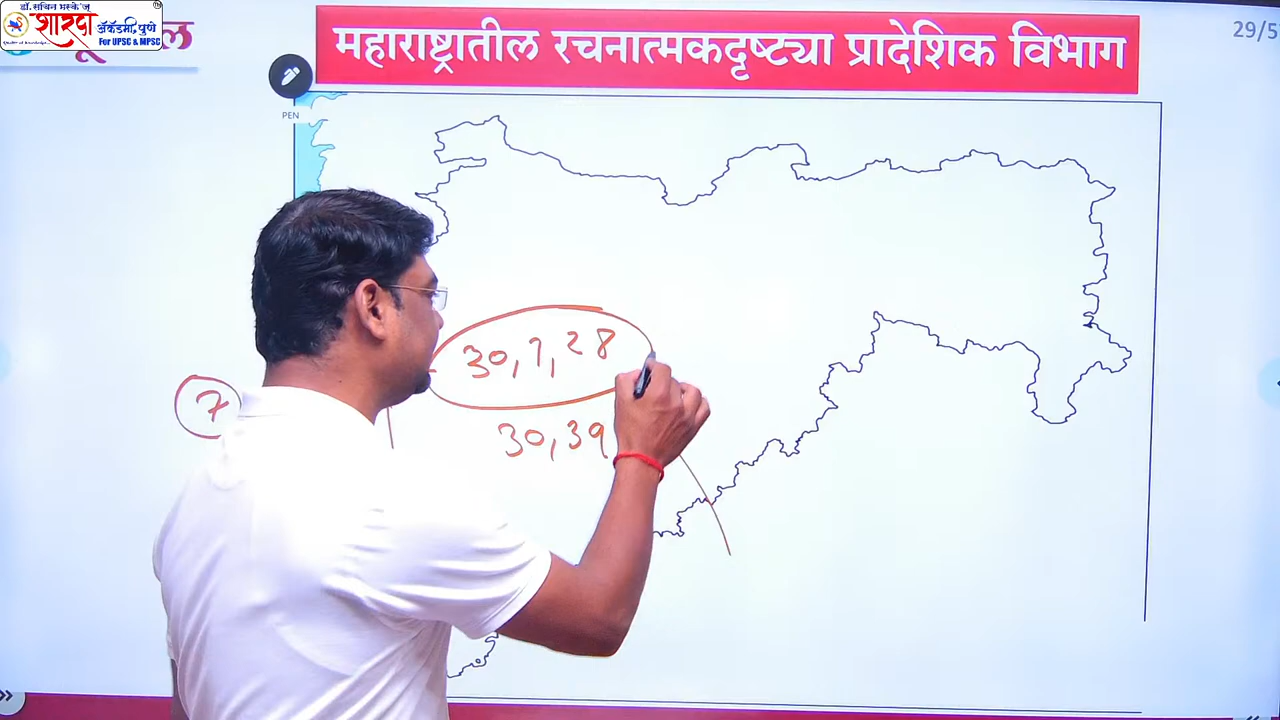 डॉ. सचिन भस्के'ज्
शारदा
अ‍ॅकॅडमी, पुणे
For UPSC & MPSC
महाराष्ट्रातील रचनात्मकदृष्ट्या प्रादेशिक विभाग
29/5
PEN
30, 7, 28
7
30, 39